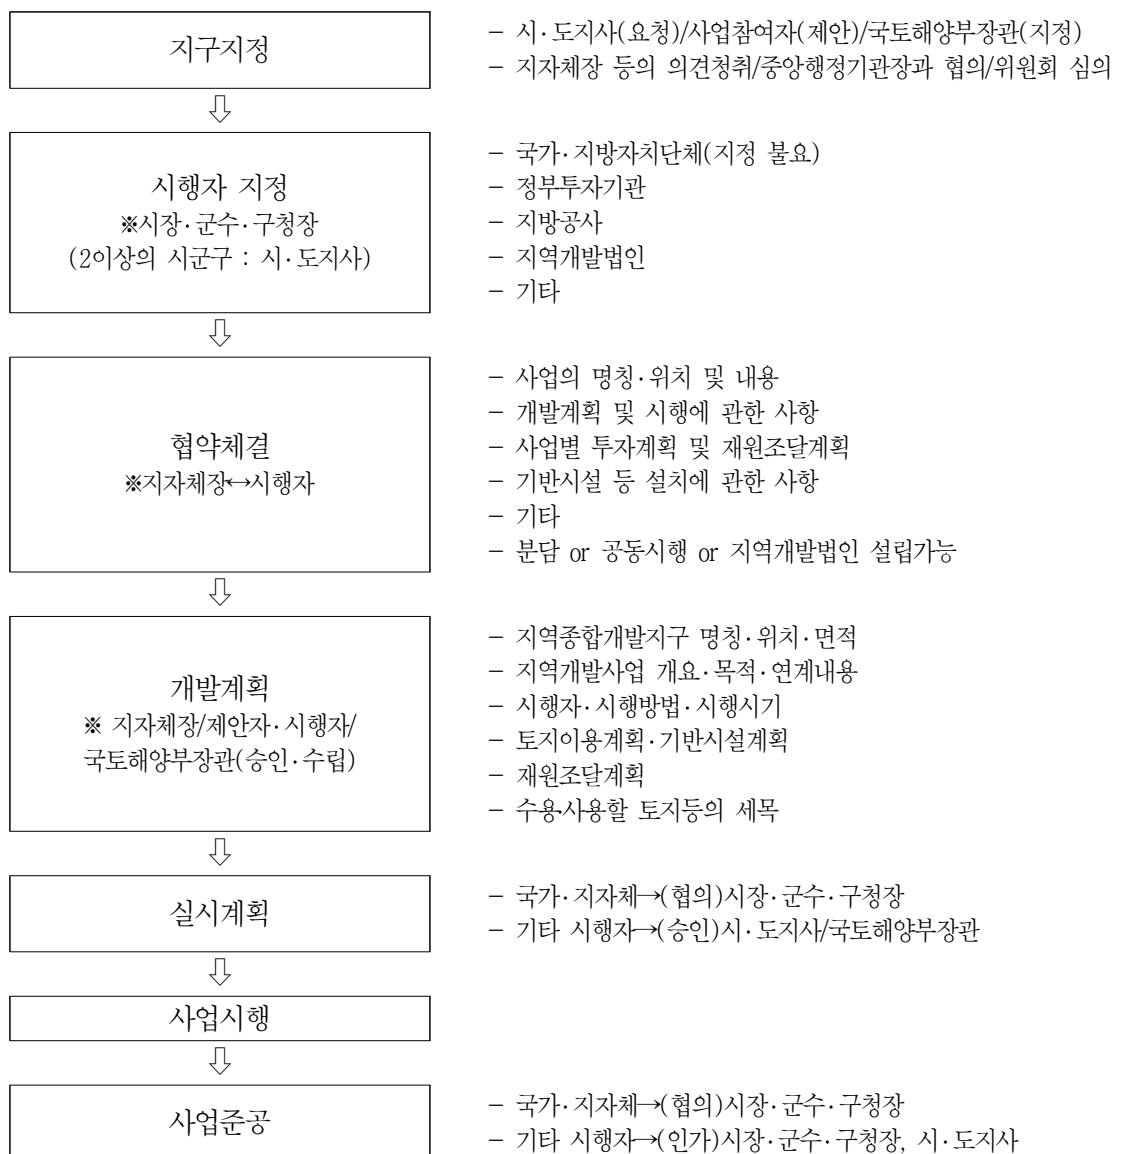 지구지정
– 시·도지사(요청)/사업참여자(제안)/국토해양부장관(지정)
– 지자체장 등의 의견청취/중앙행정기관장과 협의/위원회 심의
⇩
시행자 지정
※시장·군수·구청장
(2이상의 시군구 : 시·도지사)
– 국가·지방자치단체(지정 불요)
– 정부투자기관
– 지방공사
– 지역개발법인
– 기타
⇩
협약체결
※지자체장↔시행자
– 사업의 명칭·위치 및 내용
– 개발계획 및 시행에 관한 사항
– 사업별 투자계획 및 재원조달계획
– 기반시설 등 설치에 관한 사항
– 기타
– 분담 or 공동시행 or 지역개발법인 설립가능
⇩
개발계획
※ 지자체장/제안자·시행자/
국토해양부장관(승인·수립)
– 지역종합개발지구 명칭·위치·면적
– 지역개발사업 개요·목적·연계내용
– 시행자·시행방법·시행시기
– 토지이용계획·기반시설계획
– 재원조달계획
– 수용·사용할 토지등의 세목
⇩
실시계획
– 국가·지자체→(협의)시장·군수·구청장
– 기타 시행자→(승인)시·도지사/국토해양부장관
⇩
사업시행
⇩
사업준공
– 국가·지자체→(협의)시장·군수·구청장
– 기타 시행자→(인가)시장·군수·구청장, 시·도지사